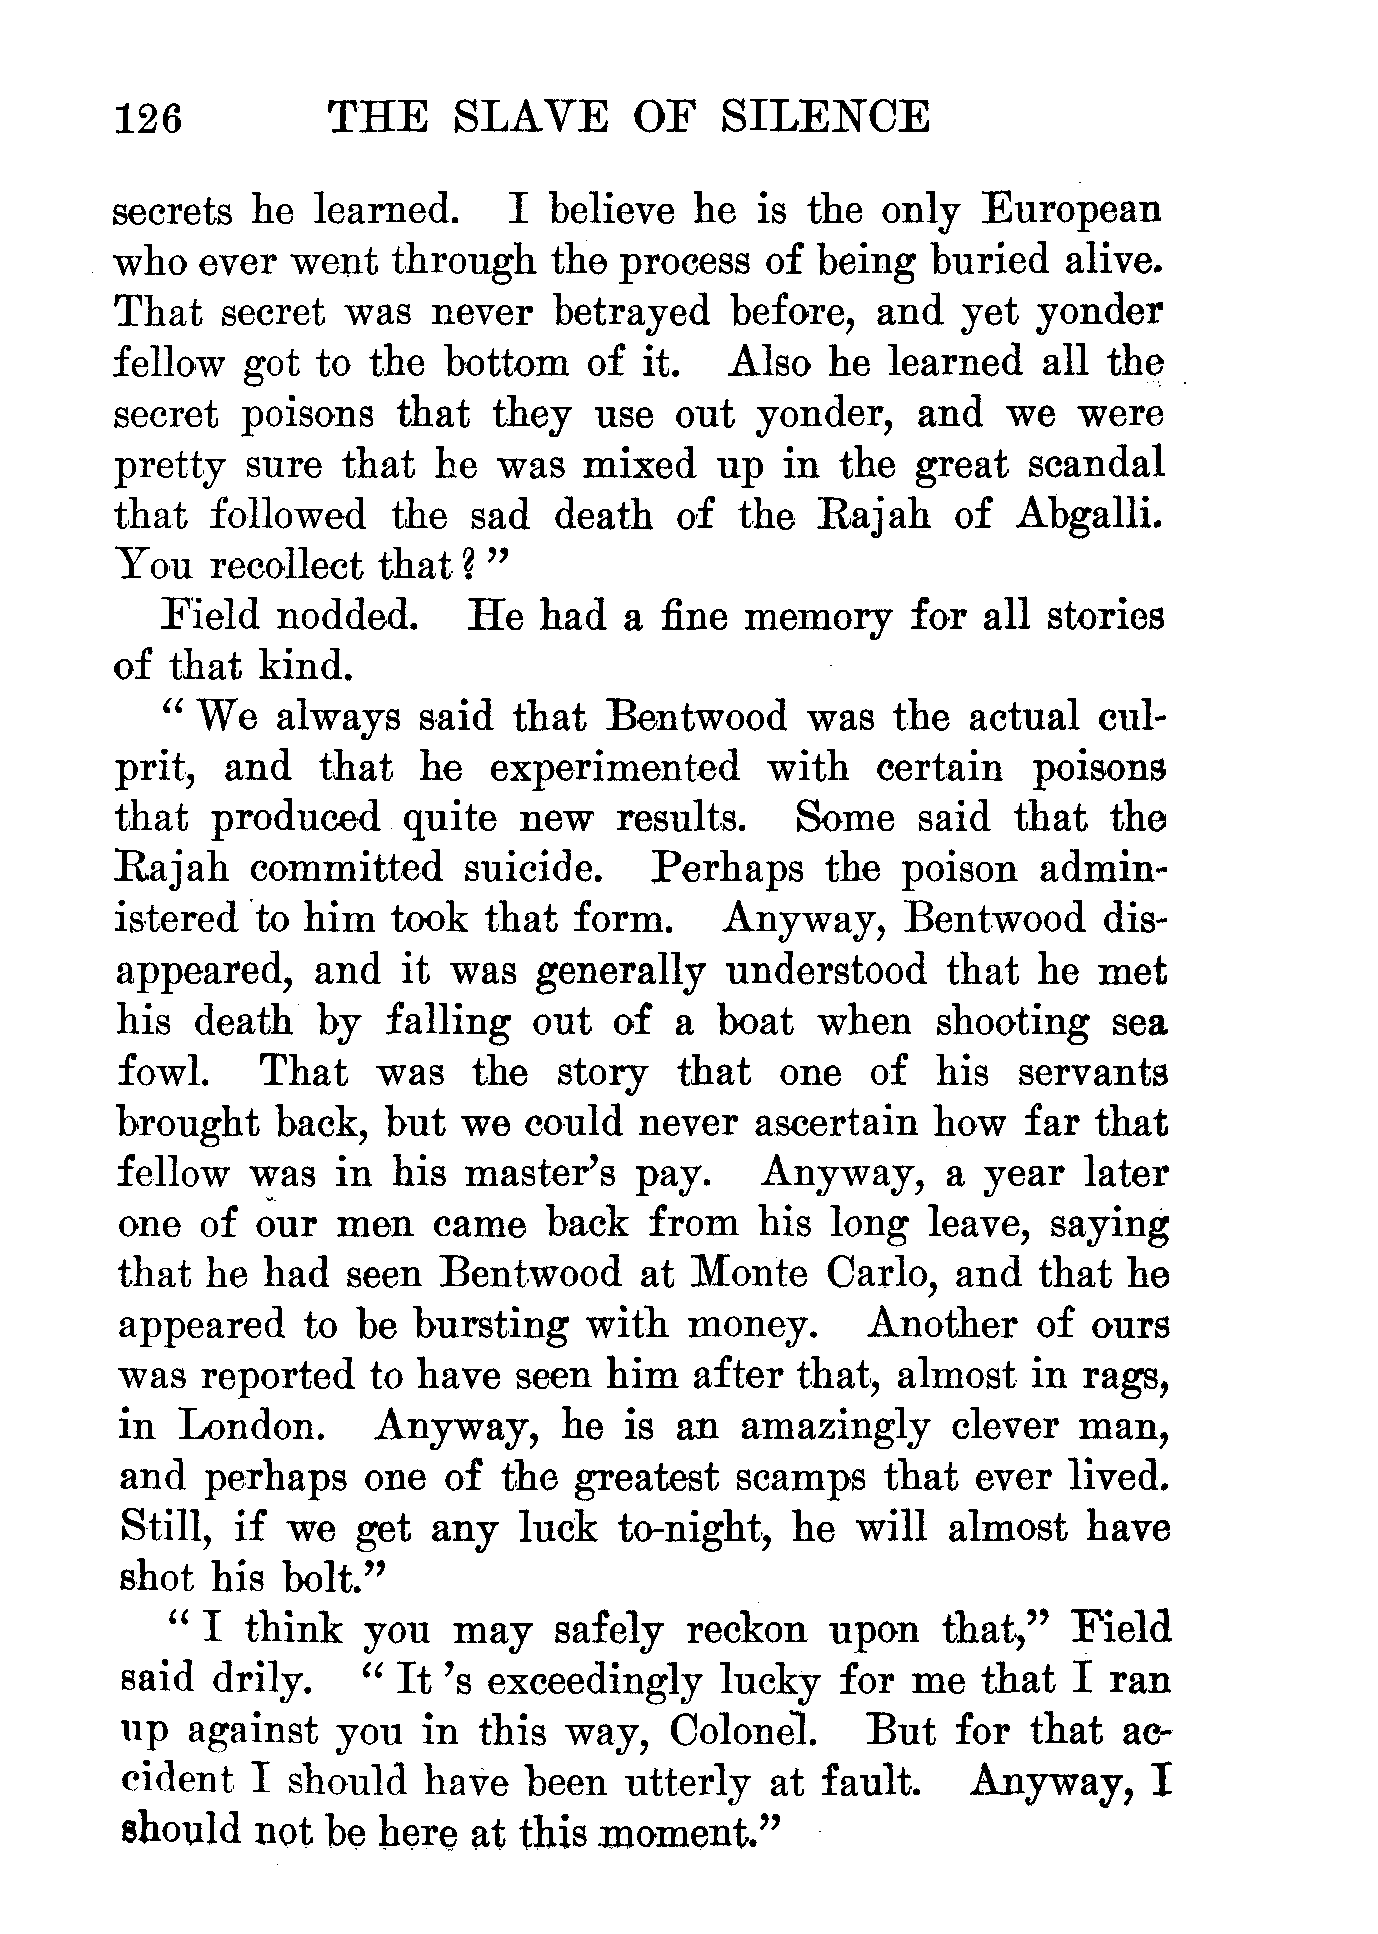 126 THE SLAVE OF SILENCE
secrets he learned. I believe he is the only European
who ever went through the process of being buried alive.
That secret was never betrayed before, and yet yonder
fellow got to the bottom of it. Also he learned all the
secret poisons that they use out yonder, and we were
pretty sure that he was mixed up in the great scandal
that followed the sad death of the Rajah of Abgalli.
You recollect that?"
Field nodded. He had a fine memory for all stories
of that kind.
"We always said that Bentwood was the actual cul-
prit, and that he experimented with certain poisons
that produced quite new results. Some said that the
Rajah committed suicide. Perhaps the poison admin-
istered to him took that form. Anyway, Bentwood dis-
appeared, and it was generally understood that he met
his death by falling out of a boat when shooting sea
fowl. That was the story that one of his servants
brought back, but we could never ascertain how far that
fellow was in his master's pay. Anyway, a year later
one of our men came back from his long leave, saying
that he had seen Bentwood at Monte Carlo, and that he
appeared to be bursting with money. Another of ours
was reported to have seen him after that, almost in rags,
in London. Anyway, he is an amazingly clever man,
and perhaps one of the greatest scamps that ever lived.
Still, if we get any luck to-night, he will almost have
shot his bolt."
"I think you may safely reckon upon that," Field
said drily. "It's exceedingly lucky for me that I ran
up against you in this way, Colonel. But for that ac-
cident I should have been utterly at fault. Anyway, I
should not be here at this moment."